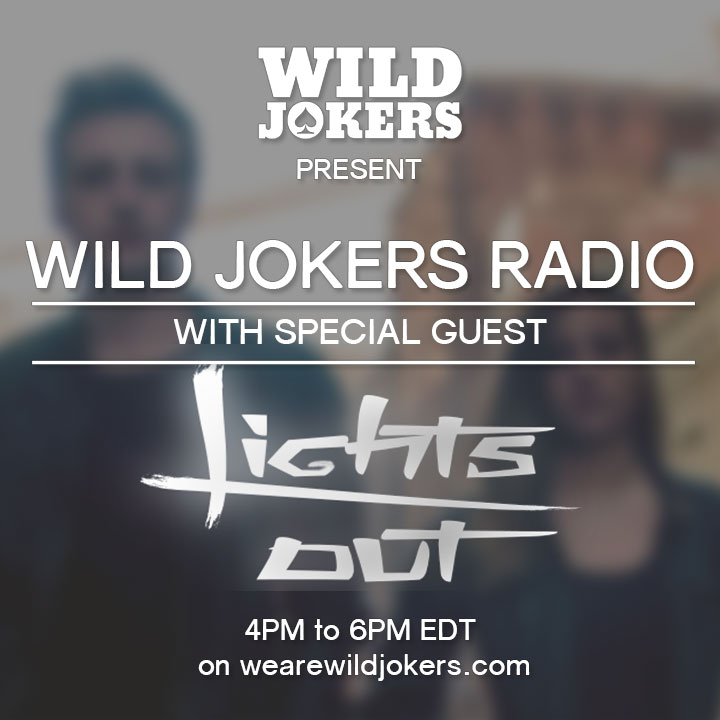 WILD
JOKERS
PRESENT
WILD JOKERS RADIO
WITH SPECIAL GUEST
Lights
OUT
4PM to 6PM EDT
on wearewildjokers.com